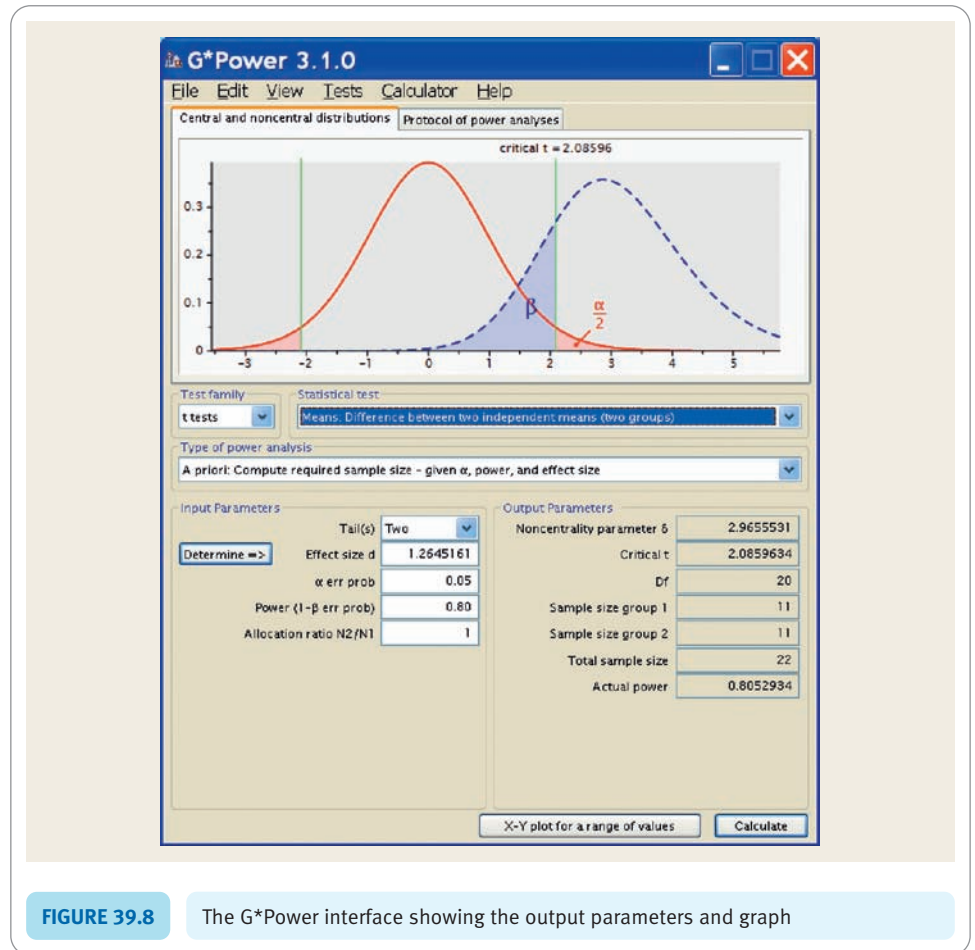 G*Power 3.1.0
File Edit View Tests Calculator Help
Central and noncentral distributions Protocol of power analyses
critical t = 2.08596
0.3
0.2
0.1
0
β
α
2
-3 -2 -1 0 1 2 3 4 5
Test family Statistical test
t tests Means: Difference between two independent means (two groups)
Type of power analysis
A priori: Compute required sample size - given α, power, and effect size
Input Parameters Output Parameters
Tail(s) Two Noncentrality parameter δ 2.9655531
Determine => Effect size d 1.2645161 Critical t 2.0859634
α err prob 0.05 Df 20
Power (1-β err prob) 0.80 Sample size group 1 11
Allocation ratio N2/N1 1 Sample size group 2 11
Total sample size 22
Actual power 0.8052934
X-Y plot for a range of values Calculate
FIGURE 39.8 The G*Power interface showing the output parameters and graph